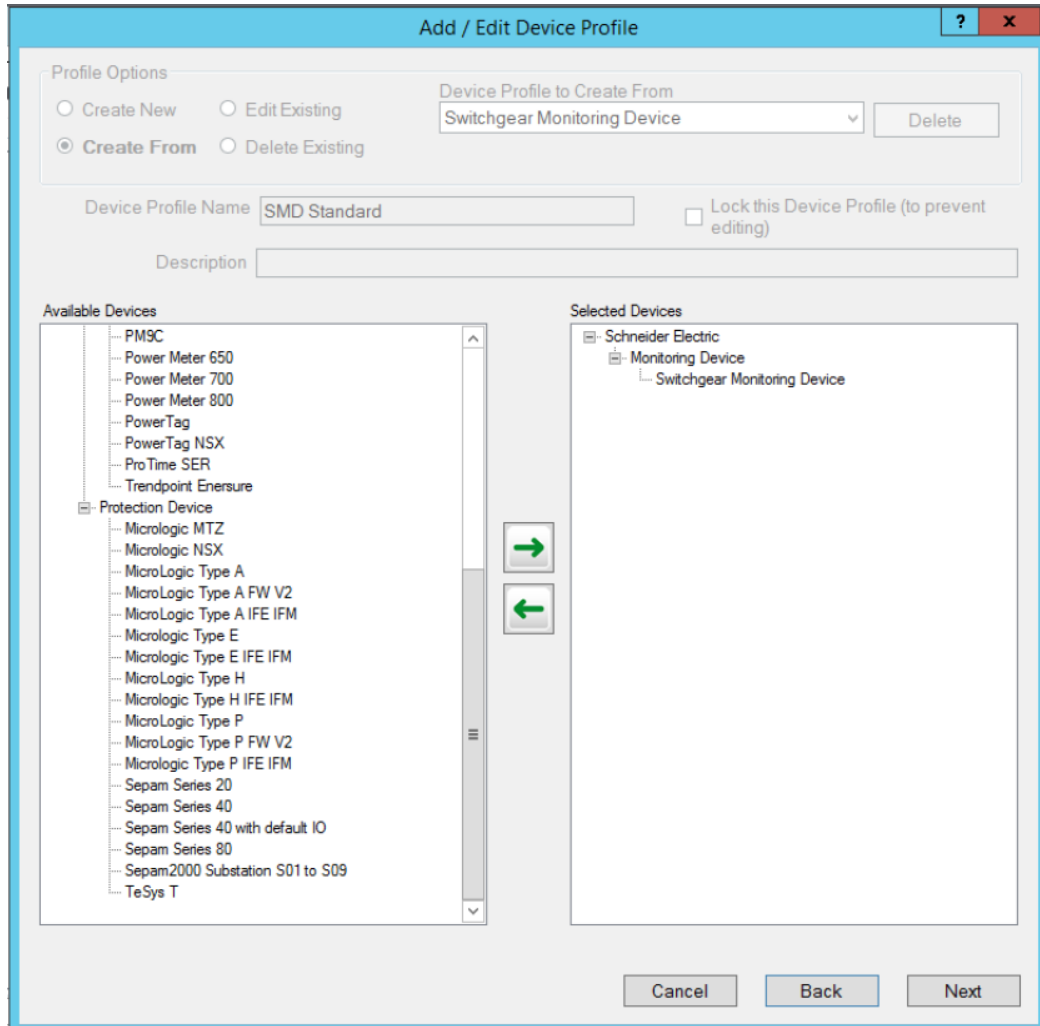 Add / Edit Device Profile
?
x
Profile Options
Create New
Edit Existing
Create From
Delete Existing
Device Profile to Create From
Switchgear Monitoring Device
Delete
Device Profile Name
SMD Standard
Lock this Device Profile (to prevent
editing)
Description
Available Devices
PM9C
Power Meter 650
Power Meter 700
Power Meter 800
PowerTag
PowerTag NSX
ProTime SER
Trendpoint Enersure
Protection Device
Micrologic MTZ
Micrologic NSX
MicroLogic Type A
MicroLogic Type A FW V2
MicroLogic Type A IFE IFM
Micrologic Type E
Micrologic Type E IFE IFM
MicroLogic Type H
Micrologic Type H IFE IFM
MicroLogic Type P
MicroLogic Type P FW V2
Micrologic Type P IFE IFM
Sepam Series 20
Sepam Series 40
Sepam Series 40 with default IO
Sepam Series 80
Sepam2000 Substation S01 to S09
TeSys T
Selected Devices
Schneider Electric
Monitoring Device
Switchgear Monitoring Device
Cancel
Back
Next